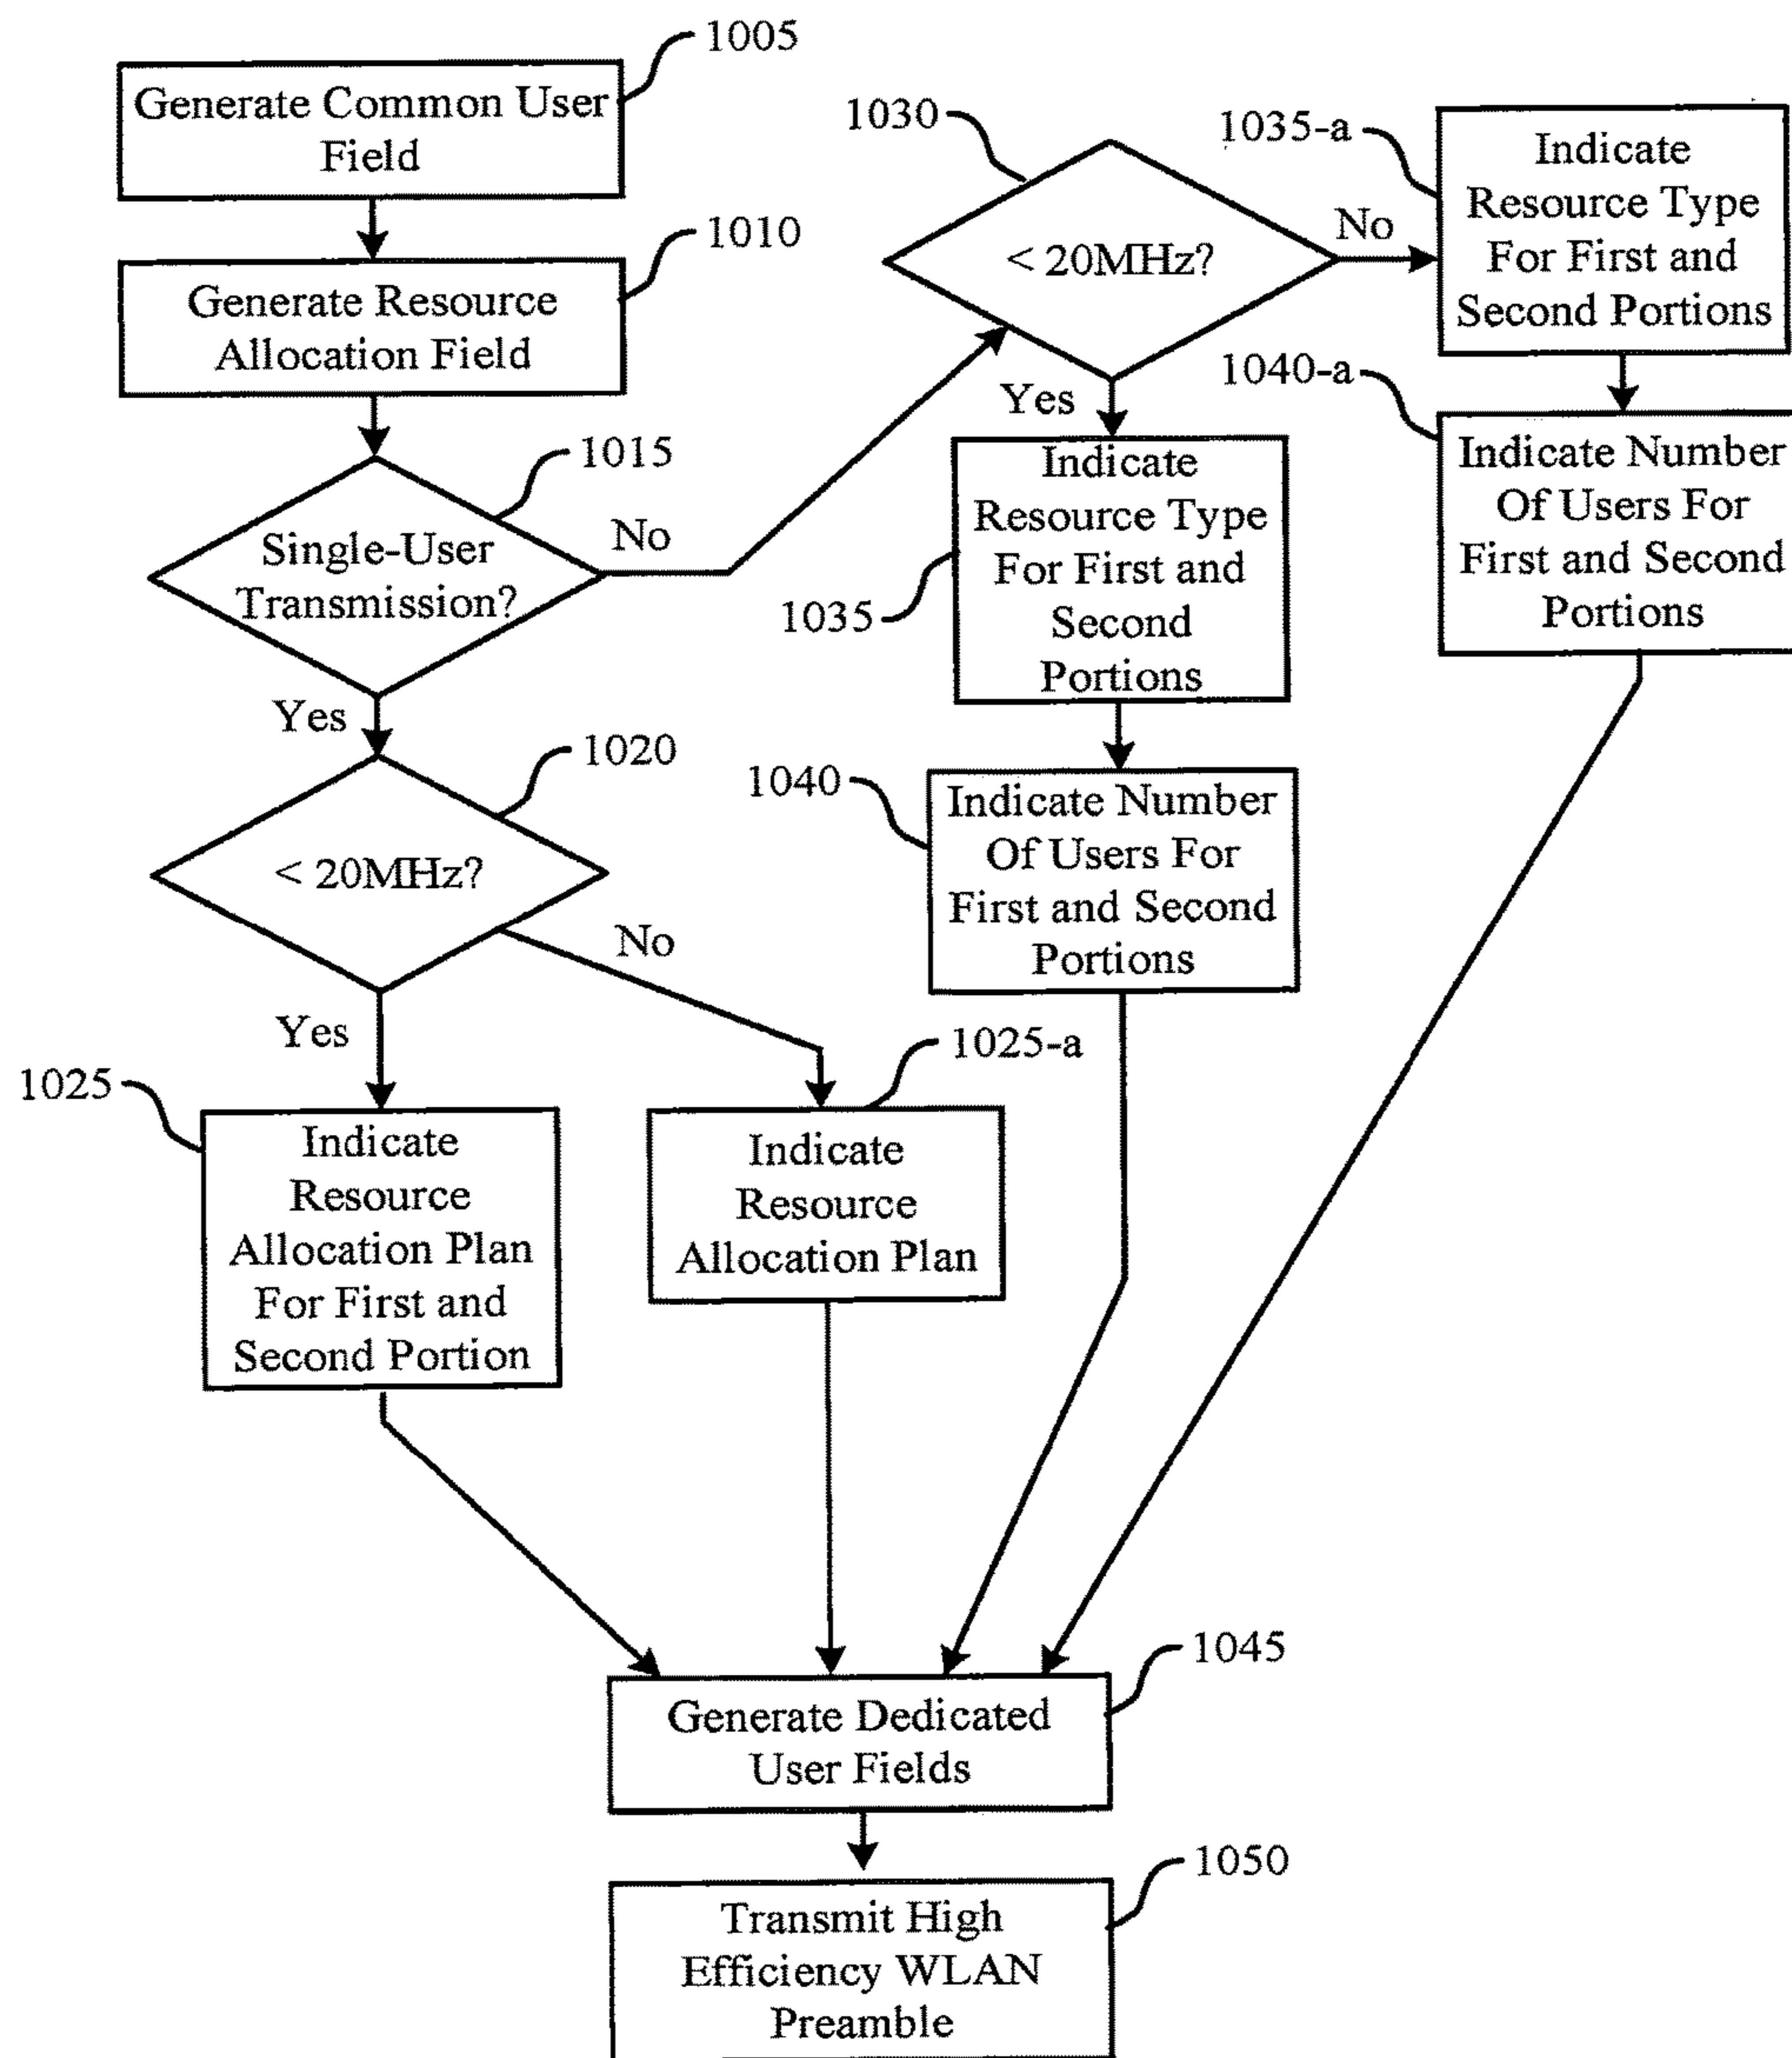 1005
Generate Common User
Field
1010
Generate Resource
Allocation Field
1015
Single-User
Transmission?
No
Yes
1020
< 20MHz?
No
Yes
1025
Indicate
Resource
Allocation Plan
For First and
Second Portion
1025-a
Indicate
Resource
Allocation Plan
1030
< 20MHz?
No
Yes
1035
Indicate
Resource Type
For First and
Second
Portions
1040
Indicate Number
Of Users For
First and Second
Portions
1035-a
Indicate
Resource Type
For First and
Second Portions
1040-a
Indicate Number
Of Users For
First and Second
Portions
1045
Generate Dedicated
User Fields
1050
Transmit High
Efficiency WLAN
Preamble